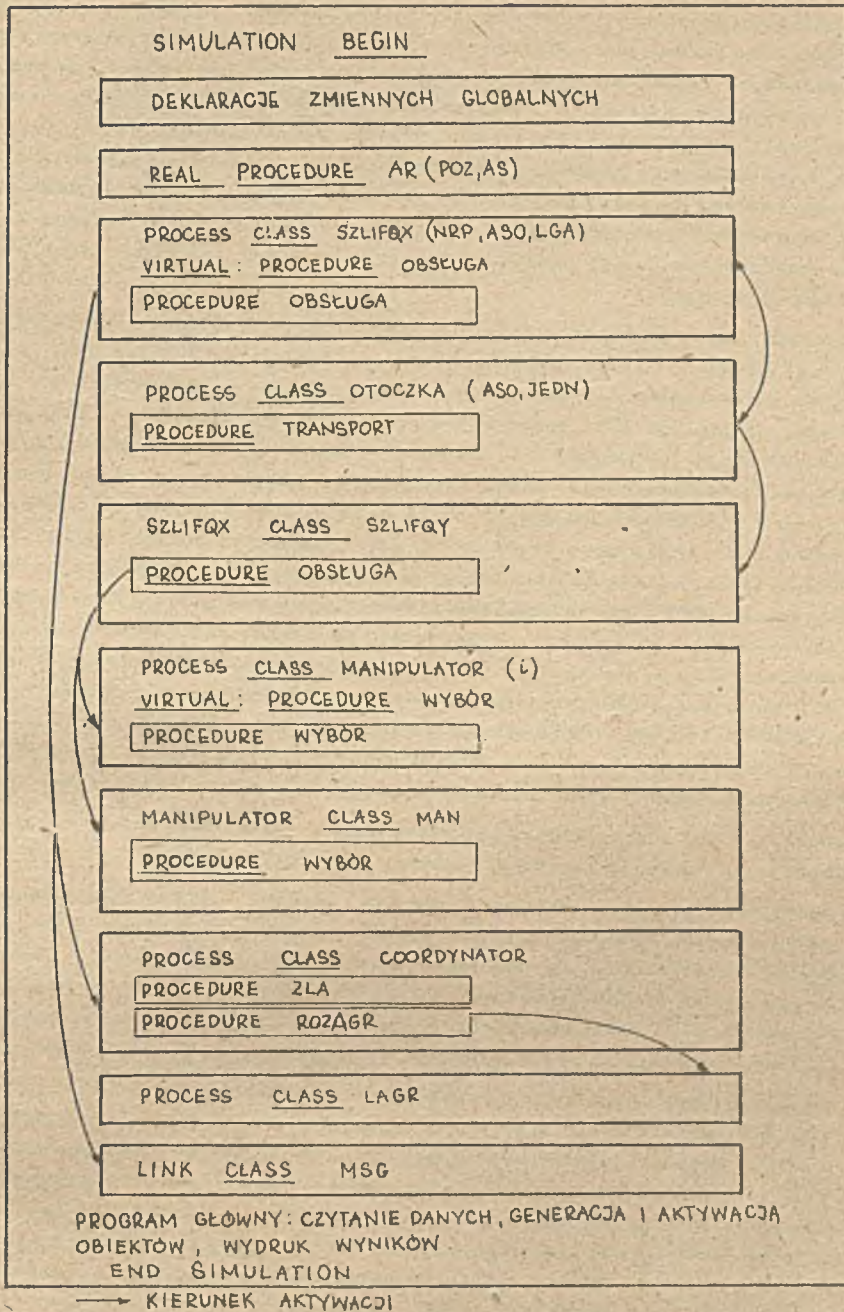 SIMULATION BEGIN
DEKLARACJE ZMIENNYCH GLOBALNYCH
REAL PROCEDURE AR (POZ,AS)
PROCESS CLASS SZLIFQX (NRP,ASO,LGA)
VIRTUAL: PROCEDURE OBSŁUGA
PROCEDURE OBSŁUGA
PROCESS CLASS OTOCZKA (ASO,JEDN)
PROCEDURE TRANSPORT
SZLIFQX CLASS SZLIFQY
PROCEDURE OBSŁUGA
PROCESS CLASS MANIPULATOR (i)
VIRTUAL: PROCEDURE WYBÓR
PROCEDURE WYBÓR
MANIPULATOR CLASS MAN
PROCEDURE WYBÓR
PROCESS CLASS COORDYNATOR
PROCEDURE ZLA
PROCEDURE ROZAGR
PROCESS CLASS LAGR
LINK CLASS MSG
PROGRAM GŁÓWNY: CZYTANIE DANYCH, GENERACJA I AKTYWACJA
OBIEKTÓW, WYDRUK WYNIKÓW
END SIMULATION
→ KIERUNEK AKTYWACJI